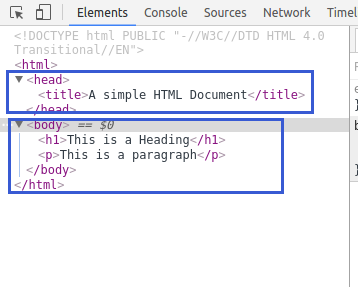 Elements Console Sources Network Timeli
<!DOCTYPE html PUBLIC "-//W3C//DTD HTML 4.0
Transitional//EN">
<html>
<head>
<title>A simple HTML Document</title>
</head>
<body> == $0
<h1>This is a Heading</h1>
<p>This is a paragraph</p>
</body>
</html>